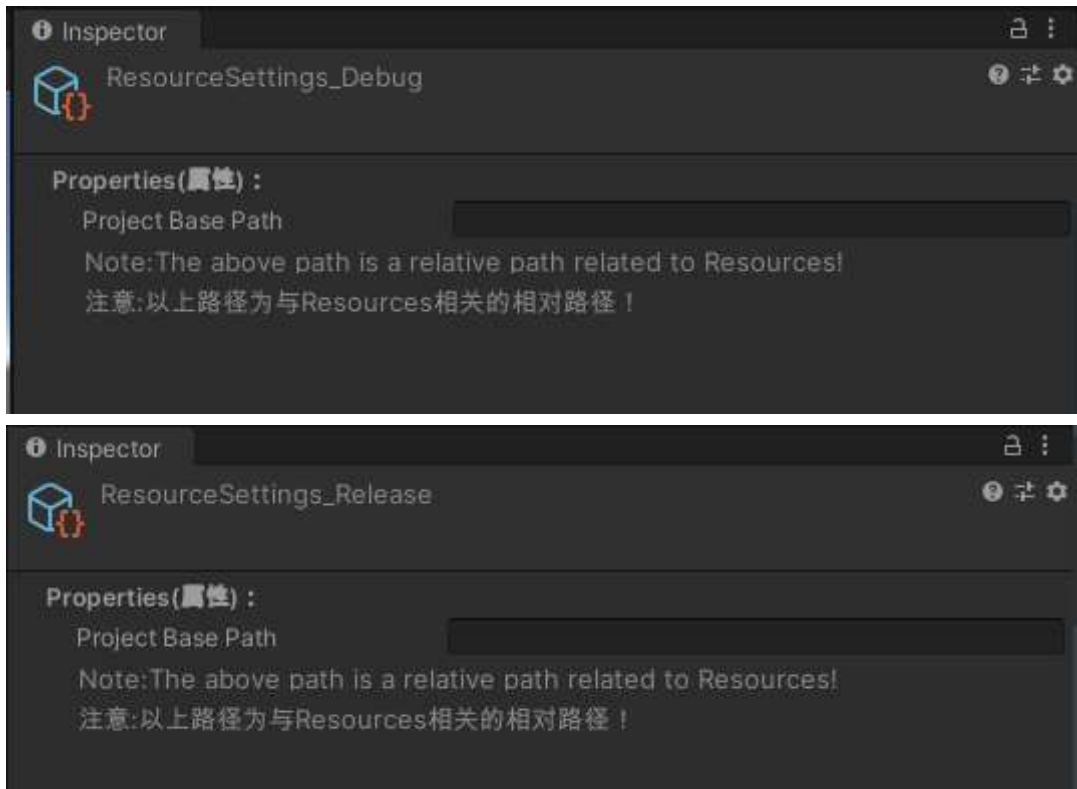 Inspector
ResourceSettings_Debug
Properties(属性) :
Project Base Path
Note:The above path is a relative path related to Resources!
注意:以上路径为与Resources相关的相对路径！
Inspector
ResourceSettings_Release
Properties(属性) :
Project Base Path
Note:The above path is a relative path related to Resources!
注意:以上路径为与Resources相关的相对路径！